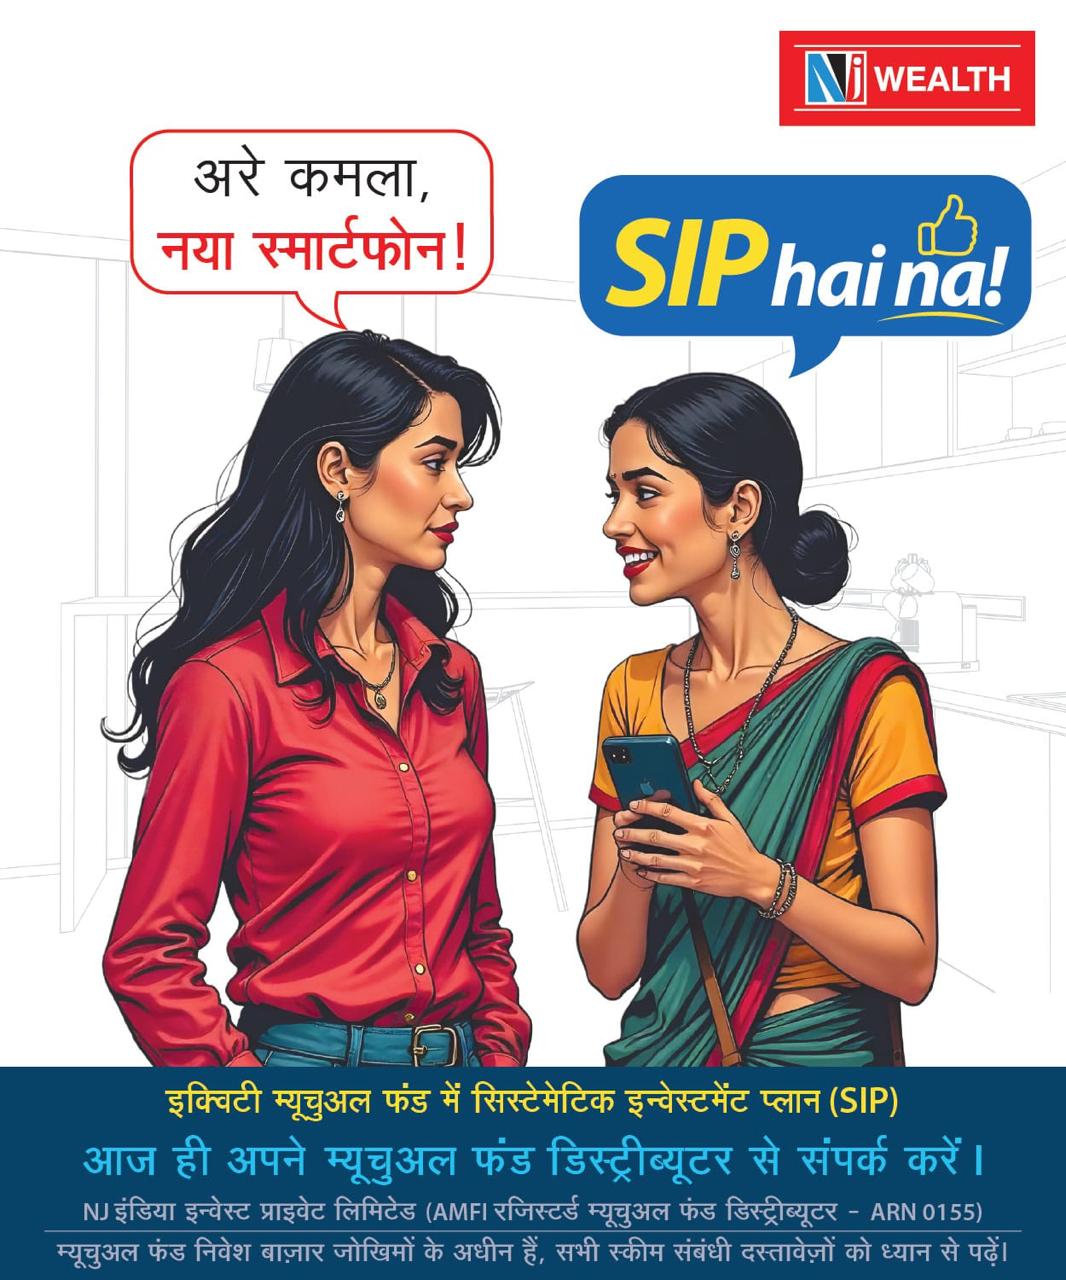 Nj WEALTH
अरे कमला,
नया स्मार्टफोन!
SIP hai na!
इक्विटी म्यूचुअल फंड में सिस्टेमेटिक इन्वेस्टमेंट प्लान (SIP)
आज ही अपने म्यूचुअल फंड डिस्ट्रीब्यूटर से संपर्क करें।
NJ इंडिया इन्वेस्ट प्राइवेट लिमिटेड (AMFI रजिस्टर्ड म्यूचुअल फंड डिस्ट्रीब्यूटर - ARN 0155)
म्यूचुअल फंड निवेश बाज़ार जोखिमों के अधीन हैं, सभी स्कीम संबंधी दस्तावेज़ों को ध्यान से पढ़ें।